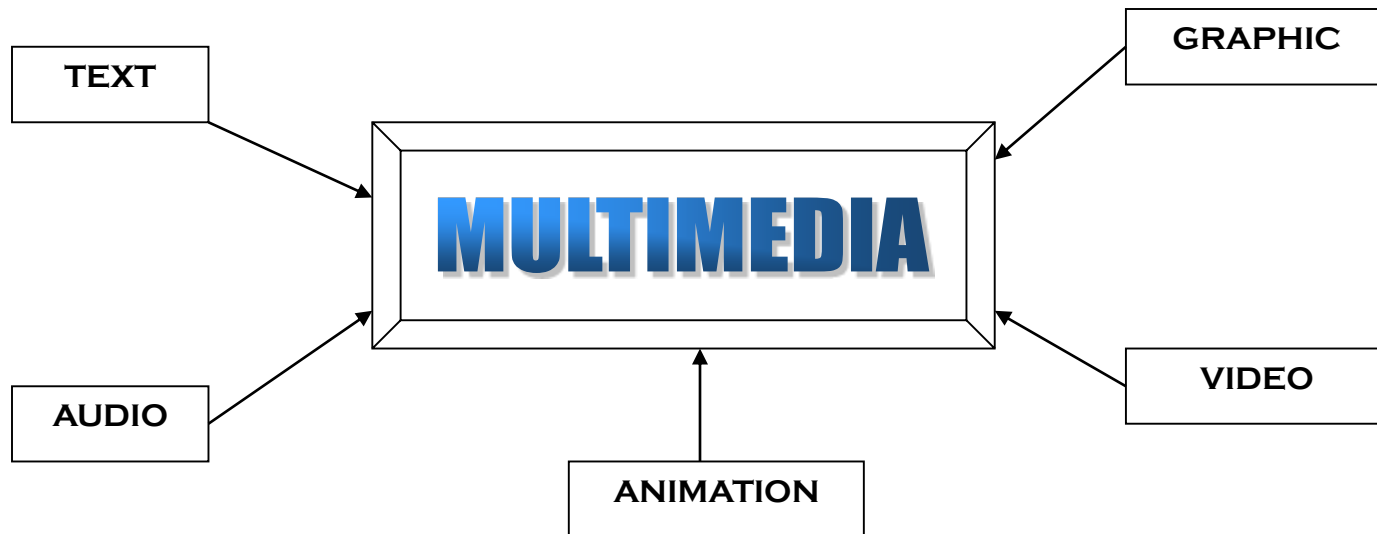 GRAPHIC
TEXT
MULTIMEDIA
VIDEO
AUDIO
ANIMATION